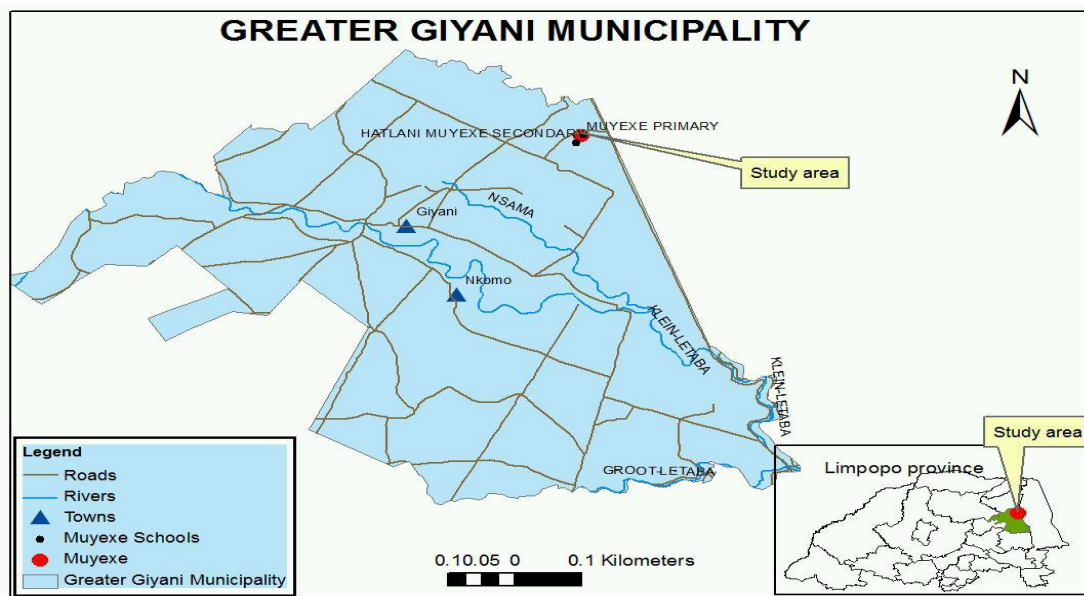 GREATER GIYANI MUNICIPALITY
N
HATLANI MUYEXE SECONDARY
MUYEXE PRIMARY
Study area
NSAMA
Giyani
Nkomo
KLEIN-LETABA
KLEIN-LETABA
GROOT-LETABA
Legend
Roads
Rivers
Towns
Muyexe Schools
Muyexe
Greater Giyani Municipality
0.10.05 0 0.1 Kilometers
Study area
Limpopo province